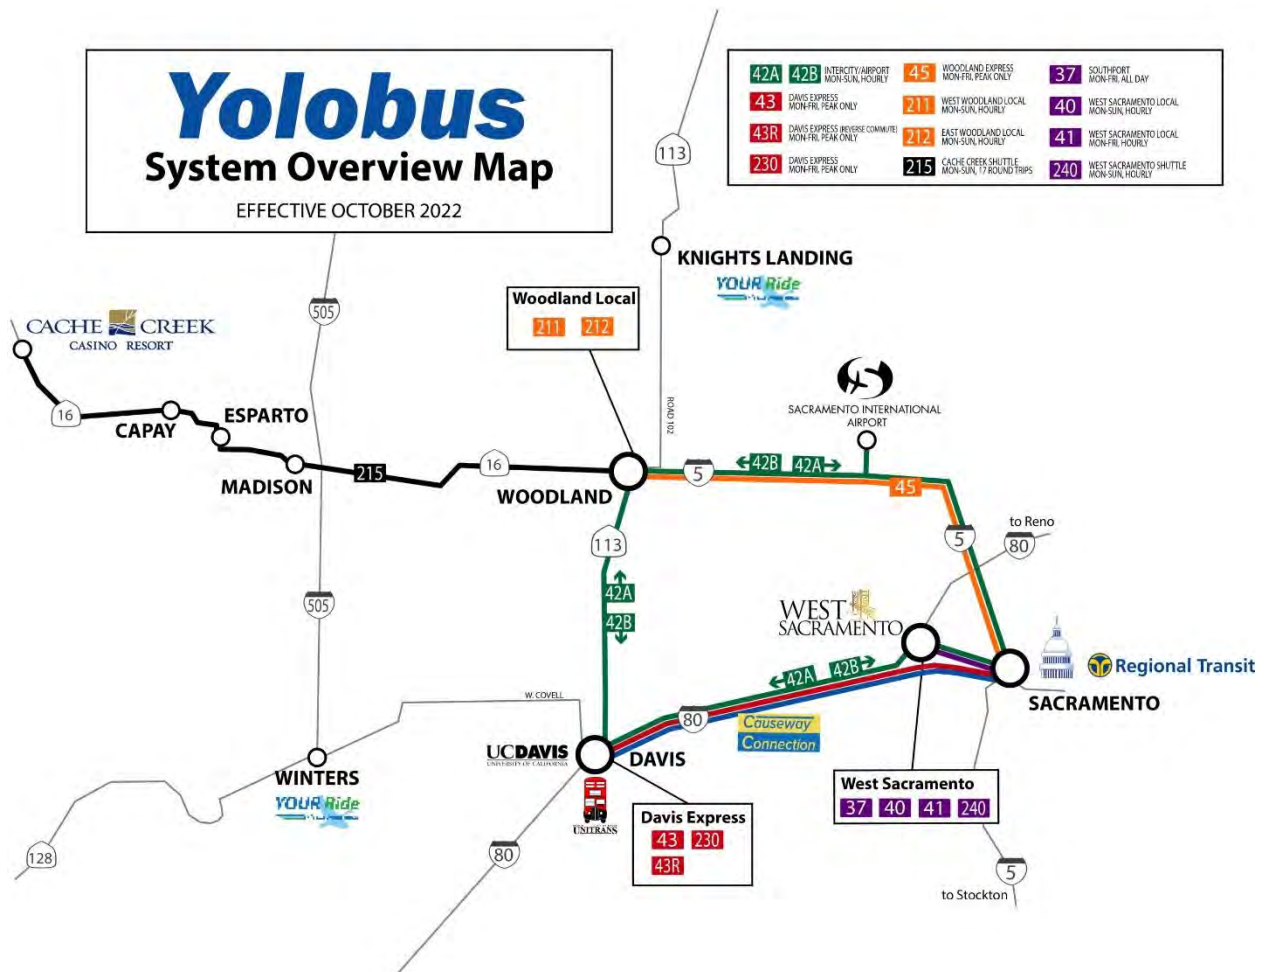 Yolobus
System Overview Map
EFFECTIVE OCTOBER 2022
42A 42B INTERCITY/AIRPORT
MON-SUN, HOURLY
43 DAVIS EXPRESS
MON-FRI, PEAK ONLY
43R DAVIS EXPRESS (REVERSE COMMUTE)
MON-FRI, PEAK ONLY
230 DAVIS EXPRESS
MON-FRI PEAK ONLY
45 WOODLAND EXPRESS
MON-FRI, PEAK ONLY
211 WEST WOODLAND LOCAL
MON-SUN, HOURLY
212 EAST WOODLAND LOCAL
MON-SUN, HOURLY
215 CACHE CREEK SHUTTLE
MON-SUN, 17 ROUND TRIPS
37 SOUTHPORT
MON-FRI, ALL DAY
40 WEST SACRAMENTO LOCAL
MON-SUN, HOURLY
41 WEST SACRAMENTO LOCAL
MON-FRI, HOURLY
240 WEST SACRAMENTO SHUTTLE
MON-SUN, HOURLY
113
KNIGHTS LANDING
YOUR Ride
505
Woodland Local
211 212
CACHE CREEK
CASINO RESORT
16
CAPAY
ESPARTO
MADISON
215
16
WOODLAND
ROAD 102
SACRAMENTO INTERNATIONAL
AIRPORT
5
42B 42A
45
5
to Reno
80
113
42A
42B
505
WEST
SACRAMENTO
42A 42B
Regional Transit
SACRAMENTO
W. COVELL
80
Causeway
Connection
UCDAVIS
UNIVERSITY OF CALIFORNIA
DAVIS
UNITRANS
WINTERS
YOUR Ride
West Sacramento
37 40 41 240
Davis Express
43 230
43R
128
80
5
to Stockton